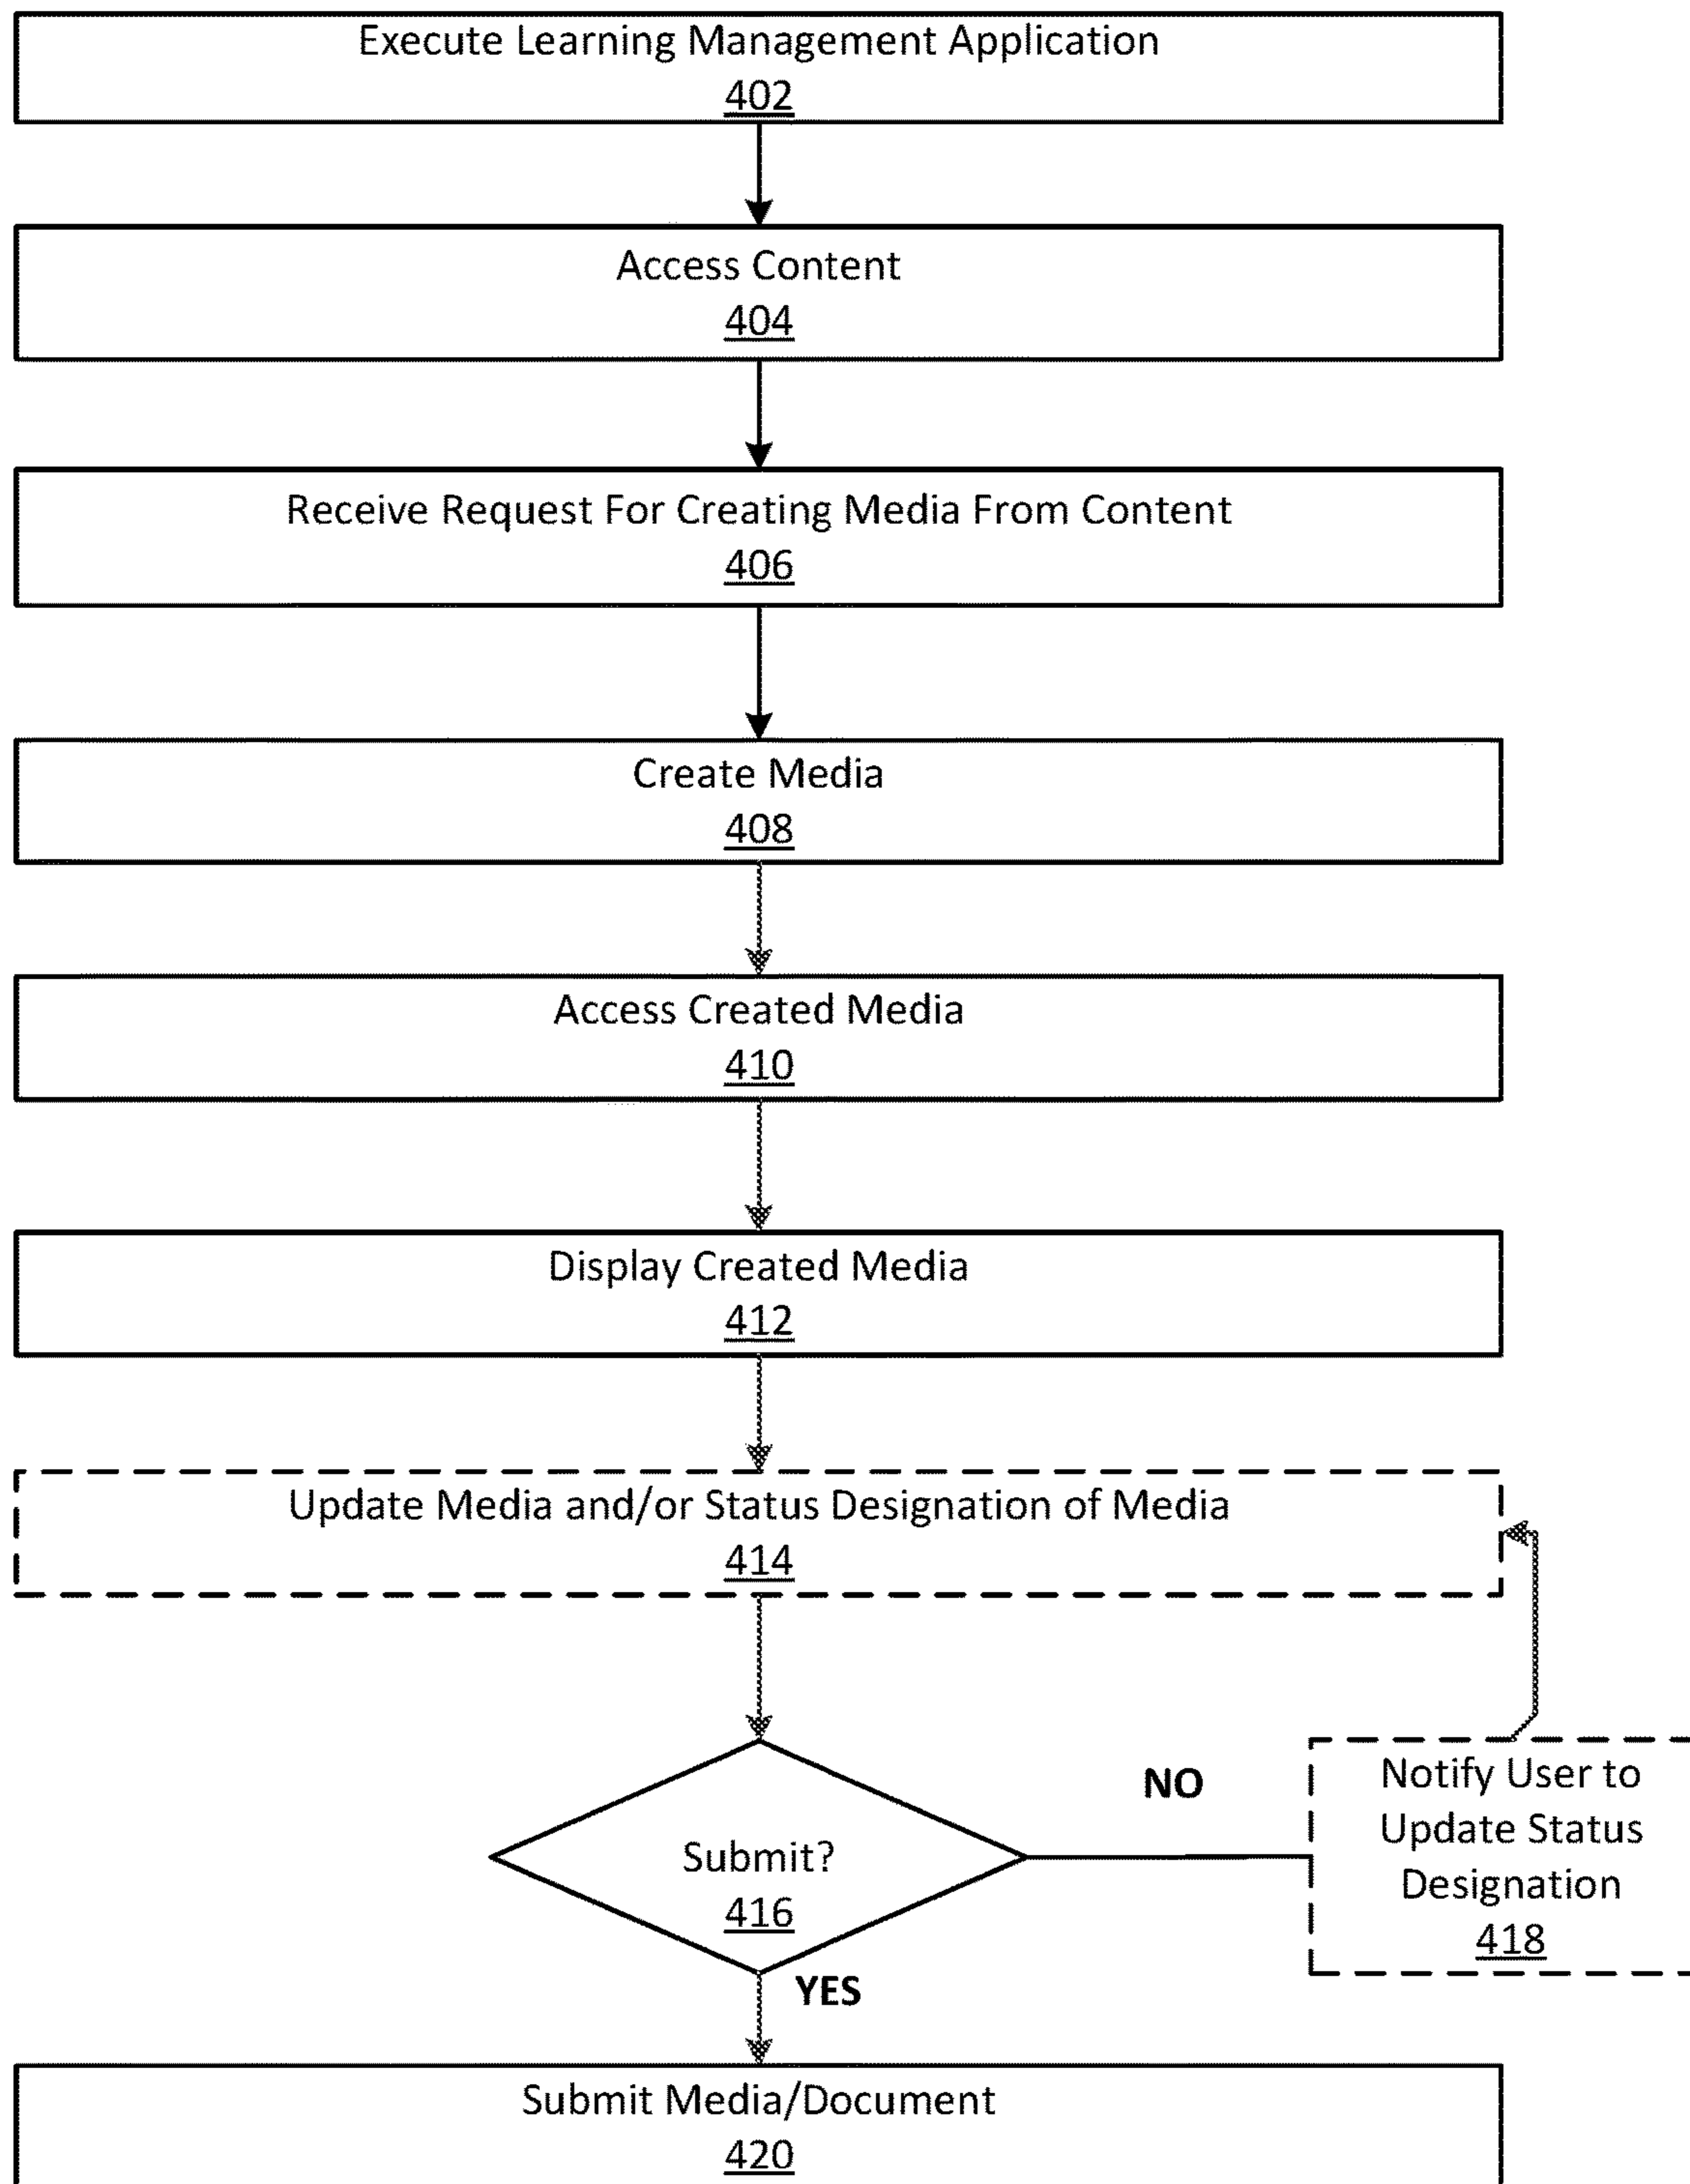 Execute Learning Management Application
402
Access Content
404
Receive Request For Creating Media From Content
406
Create Media
408
Access Created Media
410
Display Created Media
412
Update Media and/or Status Designation of Media
414
Submit?
416
NO
Notify User to
Update Status
Designation
418
YES
Submit Media/Document
420